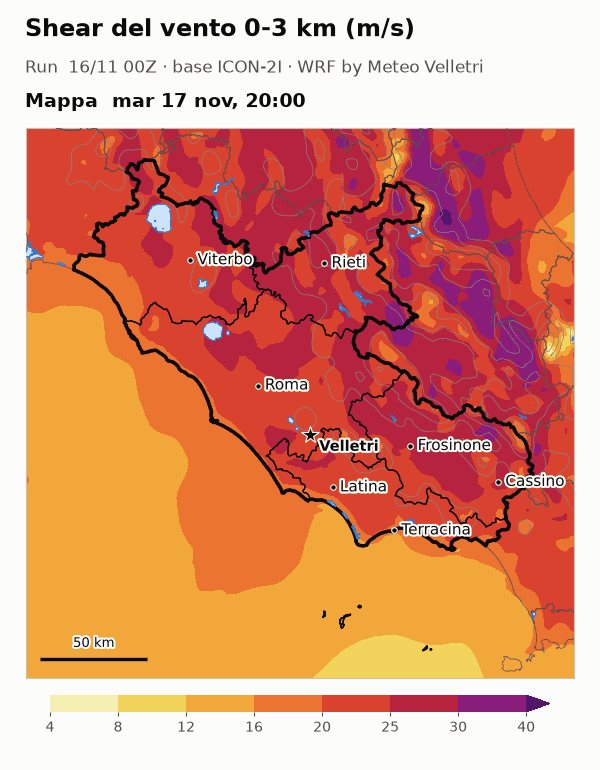 Shear del vento 0-3 km (m/s)
Run  16/11 00Z · base ICON-2I · WRF by Meteo Velletri
Mappa  mar 17 nov, 20:00
Viterbo
Rieti
Roma
Velletri
Frosinone
Cassino
Latina
Terracina
50 km
4 8 12 16 20 25 30 40